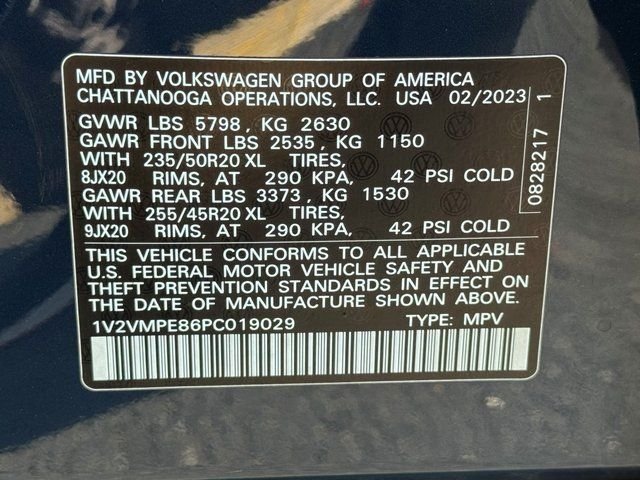 MFD BY VOLKSWAGEN GROUP OF AMERICA
CHATTANOOGA OPERATIONS, LLC. USA 02/2023
GVWR LBS 5798, KG 2630
GAWR FRONT LBS 2535, KG 1150
WITH 235/50R20 XL TIRES,
8JX20 RIMS, AT 290 KPA, 42 PSI COLD
GAWR REAR LBS 3373, KG 1530
WITH 255/45R20 XL TIRES,
9JX20 RIMS, AT 290 KPA, 42 PSI COLD
THIS VEHICLE CONFORMS TO ALL APPLICABLE
U.S. FEDERAL MOTOR VEHICLE SAFETY AND
THEFT PREVENTION STANDARDS IN EFFECT ON
THE DATE OF MANUFACTURE SHOWN ABOVE.
1V2VMPE86PC019029 TYPE: MPV
0828217 1